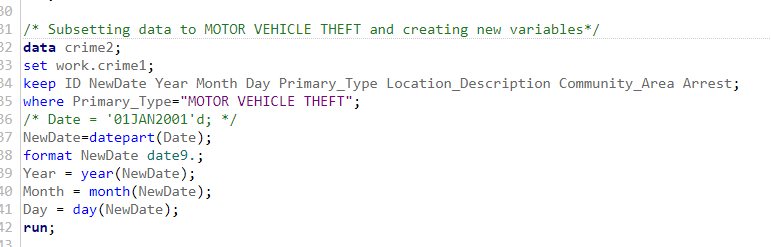 30
31 /* Subsetting data to MOTOR VEHICLE THEFT and creating new variables*/
32 data crime2;
33 set work.crime1;
34 keep ID NewDate Year Month Day Primary_Type Location_Description Community_Area Arrest;
35 where Primary_Type="MOTOR VEHICLE THEFT";
36 /* Date = '01JAN2001'd; */
37 NewDate=datepart(Date);
38 format NewDate date9.;
39 Year = year(NewDate);
40 Month = month(NewDate);
41 Day = day(NewDate);
42 run;
43